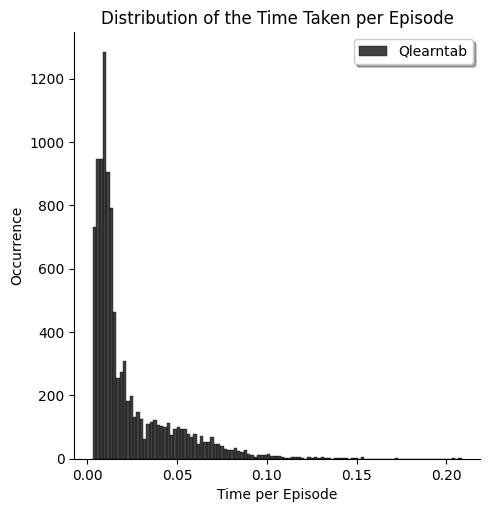 Distribution of the Time Taken per Episode
Qlearntab
1200
1000
800
600
400
200
0
Occurrence
0.00 0.05 0.10 0.15 0.20
Time per Episode